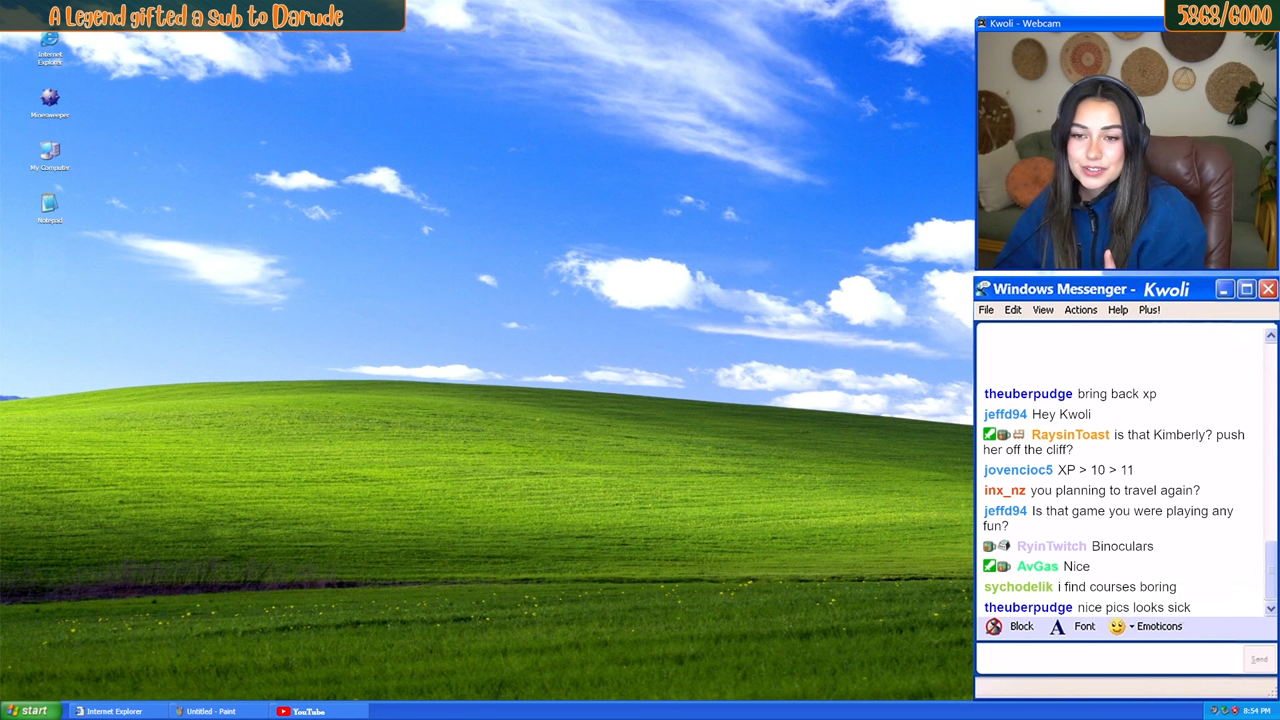 A Legend gifted a sub to Darude
5868/6000
Internet
Explorer
Minesweeper
My Computer
Notepad
Kwoli - Webcam
Windows Messenger - Kwoli
File Edit View Actions Help Plus!
theuberpudge bring back xp
jeffd94 Hey Kwoli
RaysinToast is that Kimberly? push
her off the cliff?
jovencioc5 XP > 10 > 11
inx_nz you planning to travel again?
jeffd94 Is that game you were playing any
fun?
RyinTwitch Binoculars
AvGas Nice
sychodelik i find courses boring
theuberpudge nice pics looks sick
Block Font Emoticons
Send
start Internet Explorer Untitled - Paint YouTube 8:54 PM